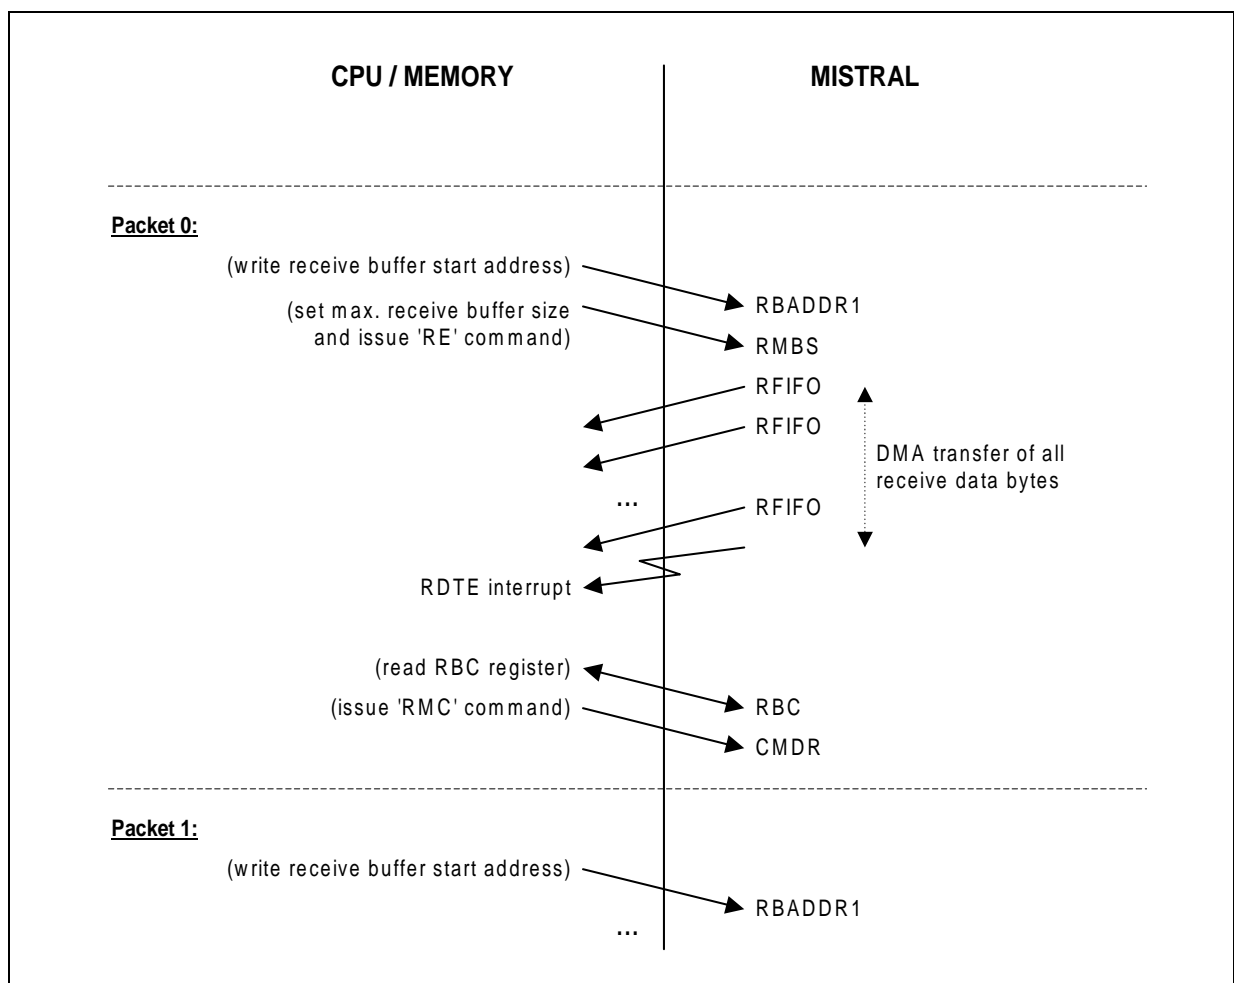 CPU / MEMORY MISTRAL
Packet 0:
(write receive buffer start address)
RBADDR1
(set max. receive buffer size
and issue 'RE' command)
RMBS
RFIFO
RFIFO
DMA transfer of all
receive data bytes
...
RFIFO
RDTE interrupt
(read RBC register)
RBC
(issue 'RMC' command)
CMDR
Packet 1:
(write receive buffer start address)
RBADDR1
...